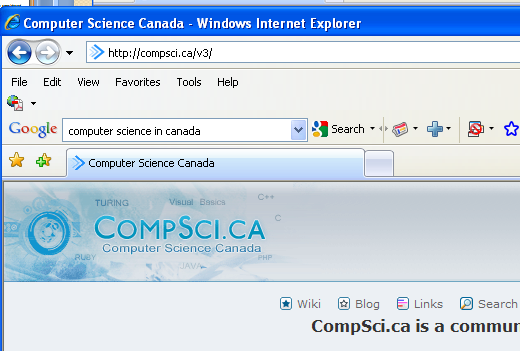 Computer Science Canada - Windows Internet Explorer
http://compsci.ca/v3/
File Edit View Favorites Tools Help
Google computer science in canada Search
Computer Science Canada
TURING Visual Basics C++
C
COMPSCI.CA
Computer Science Canada
RUBY JAVA PHP
Wiki Blog Links Search
CompSci.ca is a commun